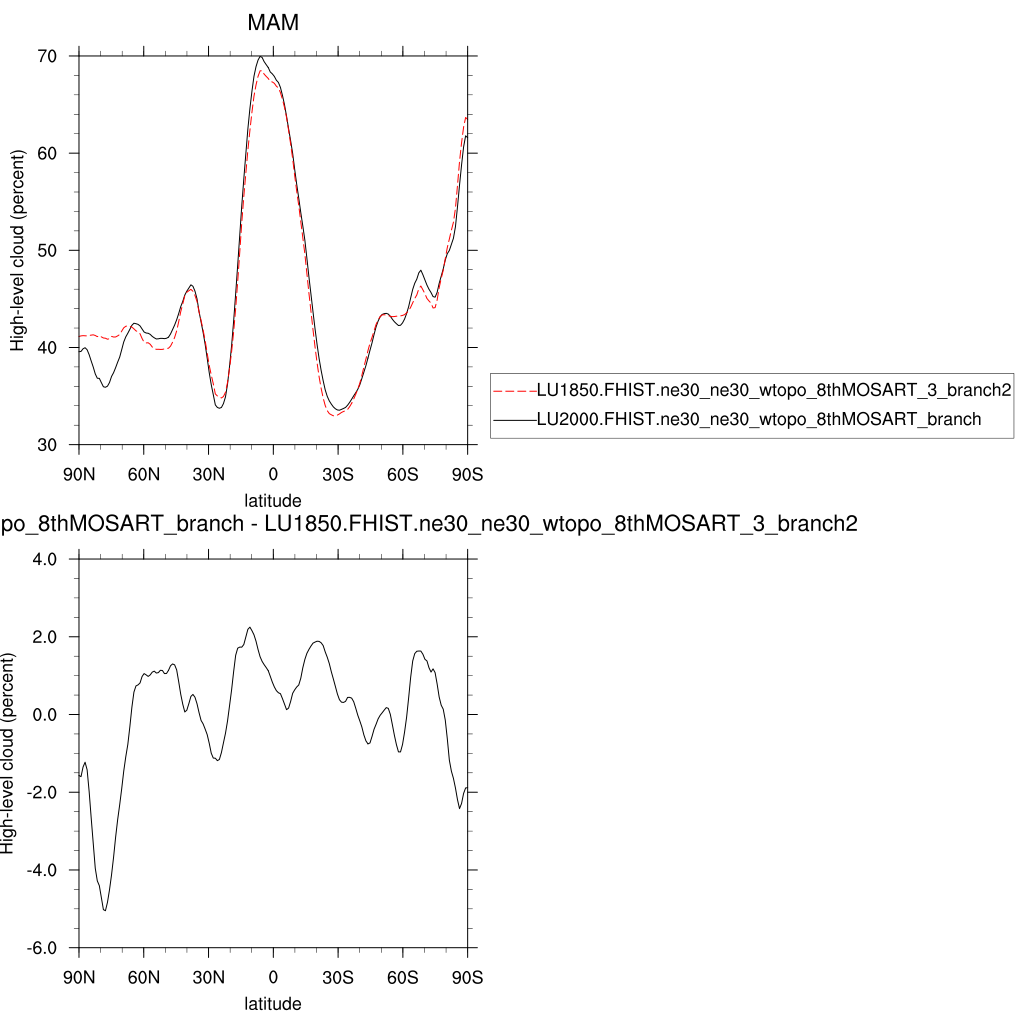 MAM
High-level cloud (percent)
70
60
50
40
30
90N 60N 30N 0 30S 60S 90S
latitude
LU1850.FHIST.ne30_ne30_wtopo_8thMOSART_3_branch2
LU2000.FHIST.ne30_ne30_wtopo_8thMOSART_branch
po_8thMOSART_branch - LU1850.FHIST.ne30_ne30_wtopo_8thMOSART_3_branch2
High-level cloud (percent)
4.0
2.0
0.0
-2.0
-4.0
-6.0
90N 60N 30N 0 30S 60S 90S
latitude